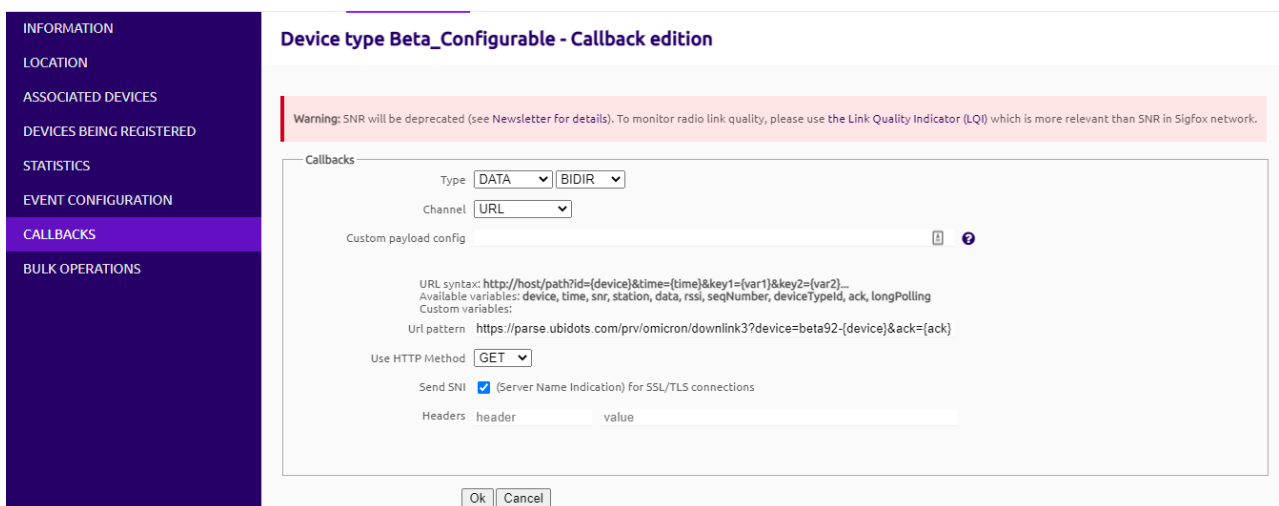 INFORMATION
LOCATION
ASSOCIATED DEVICES
DEVICES BEING REGISTERED
STATISTICS
EVENT CONFIGURATION
CALLBACKS
BULK OPERATIONS
Device type Beta_Configurable - Callback edition
Warning: SNR will be deprecated (see Newsletter for details). To monitor radio link quality, please use the Link Quality Indicator (LQI) which is more relevant than SNR in Sigfox network.
Callbacks
Type DATA BIDIR
Channel URL
Custom payload config
URL syntax: http://host/path?id={device}&time={time}&key1={var1}&key2={var2}...
Available variables: device, time, snr, station, data, rssi, seqNumber, deviceTypeId, ack, longPolling
Custom variables:
Url pattern https://parse.ubidots.com/prv/omicron/downlink3?device=beta92-{device}&ack={ack}
Use HTTP Method GET
Send SNI (Server Name Indication) for SSL/TLS connections
Headers header value
Ok Cancel